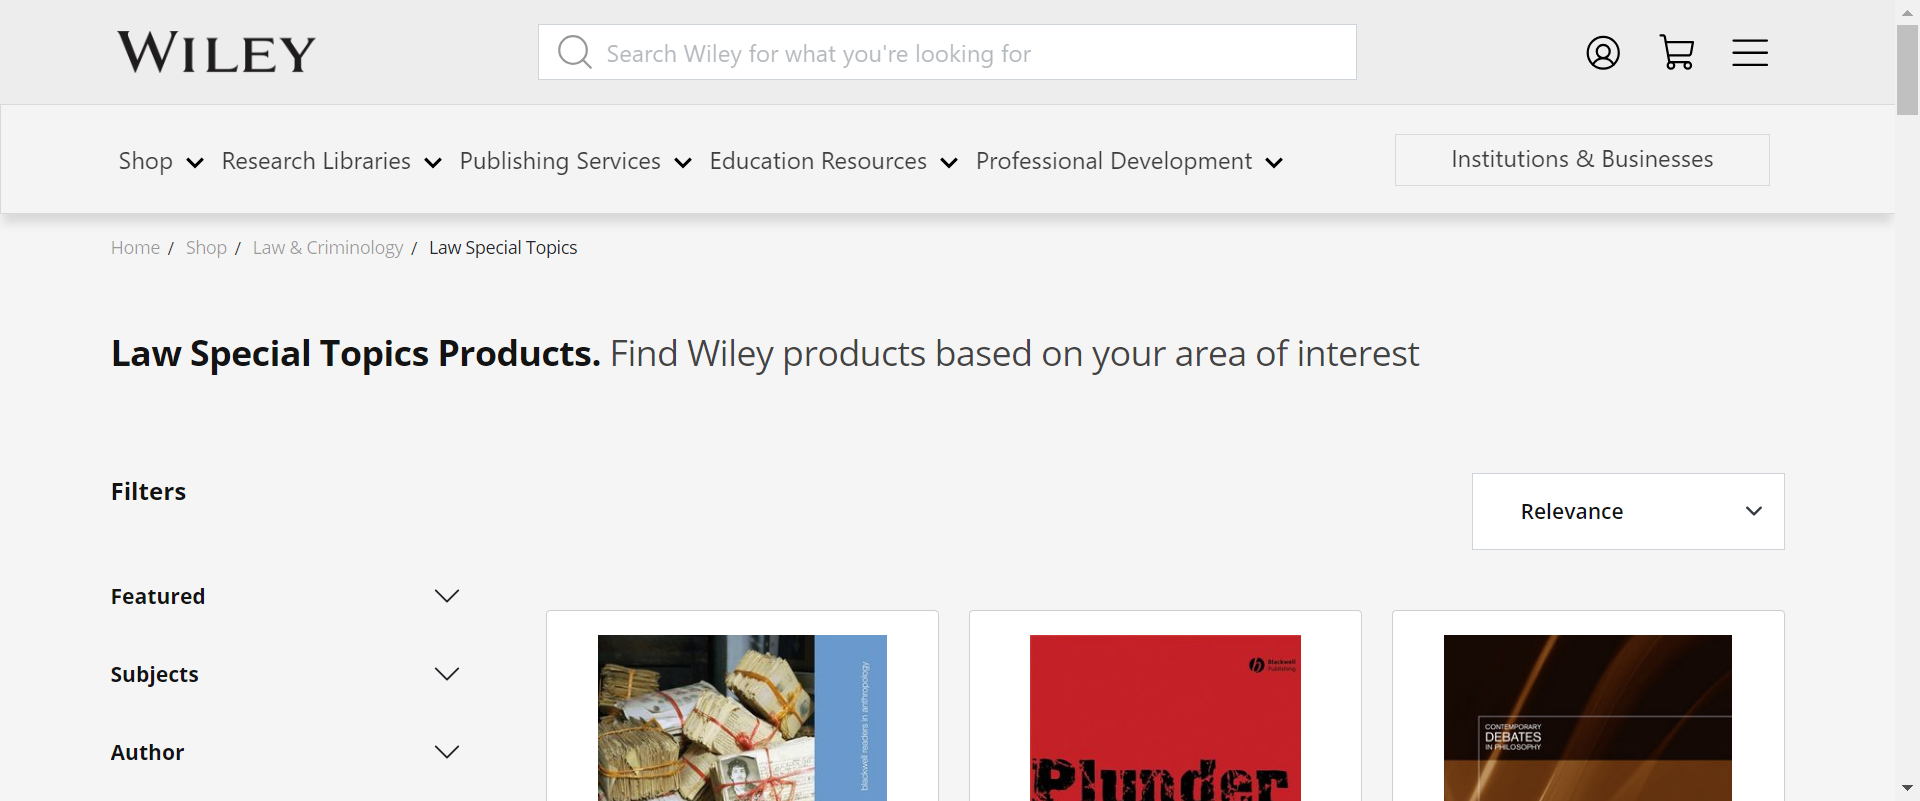 WILEY
Search Wiley for what you're looking for
Shop
Research Libraries
Publishing Services
Education Resources
Professional Development
Institutions & Businesses
Home / Shop / Law & Criminology / Law Special Topics
Law Special Topics Products. Find Wiley products based on your area of interest
Filters
Relevance
Featured
Subjects
Author
blackwell readers in anthropology
Blackwell
Publishing
Plunder
CONTEMPORARY
DEBATES
IN PHILOSOPHY